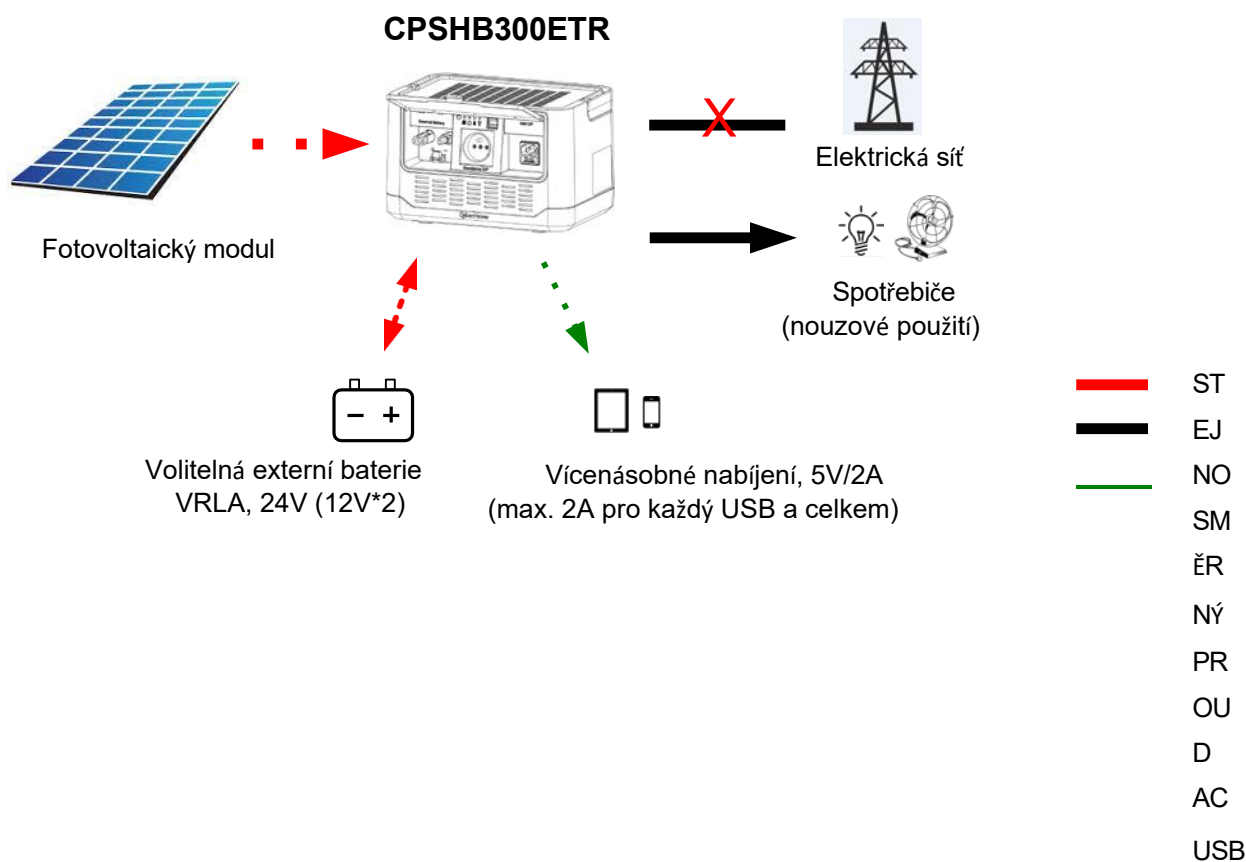 CPSHB300ETR
Elektrická síť
Fotovoltaický modul
Spotřebiče
(nouzové použití)
Volitelná externí baterie
VRLA, 24V (12V*2)
Vícenásobné nabíjení, 5V/2A
(max. 2A pro každý USB a celkem)
ST
EJ
NO
SM
ĚR
NÝ
PR
OU
D
AC
USB